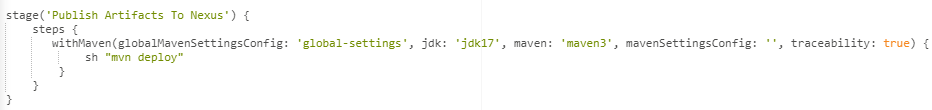 stage('Publish Artifacts To Nexus') {
    steps {
       withMaven(globalMavenSettingsConfig: 'global-settings', jdk: 'jdk17', maven: 'maven3', mavenSettingsConfig: '', traceability: true) {
            sh "mvn deploy"
        }
    }
}